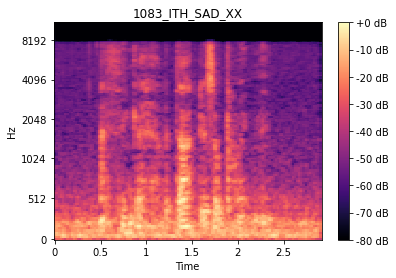 1083_ITH_SAD_XX
Hz
8192
4096
2048
1024
512
0
0 0.5 1 1.5 2 2.5
Time
+0 dB
-10 dB
-20 dB
-30 dB
-40 dB
-50 dB
-60 dB
-70 dB
-80 dB